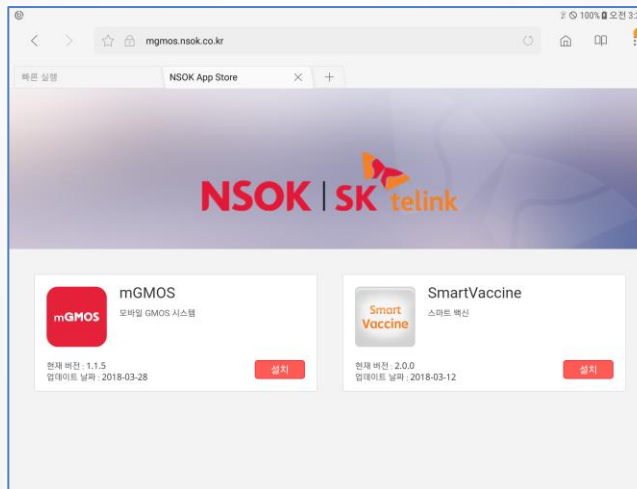 100% 오전 3:
mgmos.nsok.co.kr
빠른 실행
NSOK App Store
NSOK | SK telink
mGMOS
mGMOS
모바일 GMOS 시스템
현재 버전 : 1.1.5
업데이트 날짜 : 2018-03-28
설치
SmartVaccine
Smart
Vaccine
스마트 백신
현재 버전 : 2.0.0
업데이트 날짜 : 2018-03-12
설치